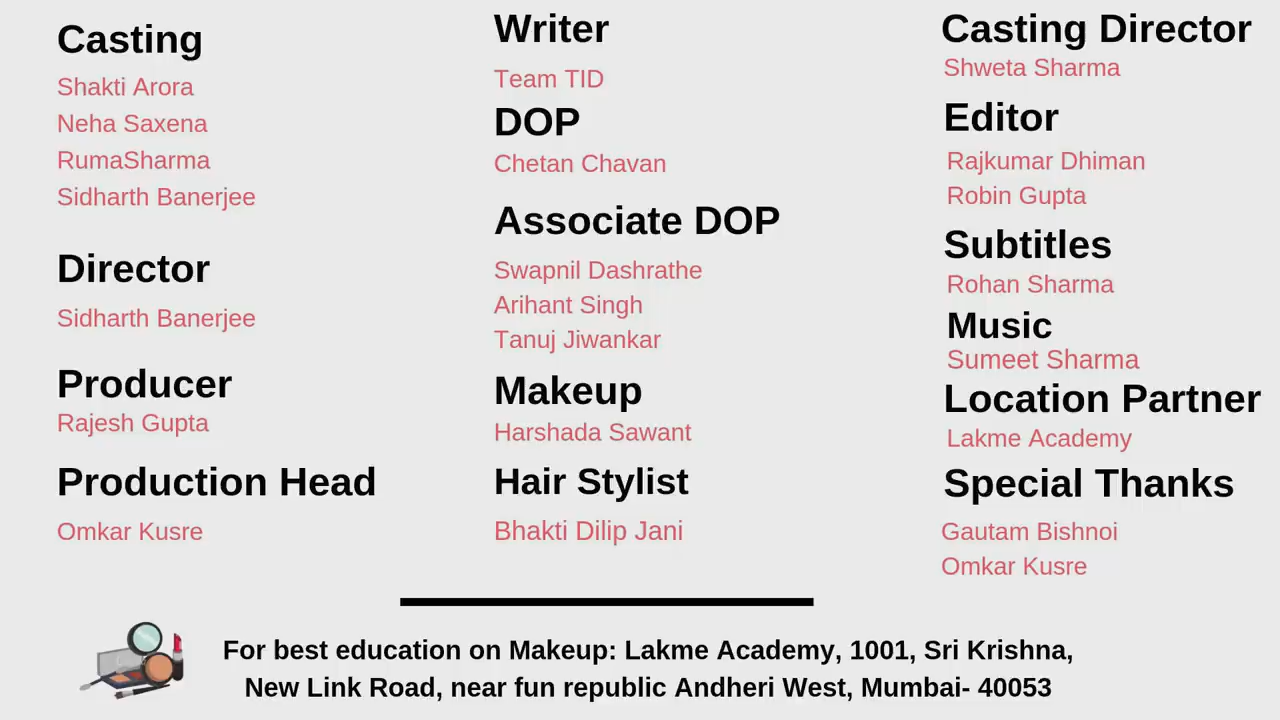 Casting
Shakti Arora
Neha Saxena
RumaSharma
Sidharth Banerjee
Director
Sidharth Banerjee
Producer
Rajesh Gupta
Production Head
Omkar Kusre
Writer
Team TID
DOP
Chetan Chavan
Associate DOP
Swapnil Dashrathe
Arihant Singh
Tanuj Jiwankar
Makeup
Harshada Sawant
Hair Stylist
Bhakti Dilip Jani
Casting Director
Shweta Sharma
Editor
Rajkumar Dhiman
Robin Gupta
Subtitles
Rohan Sharma
Music
Sumeet Sharma
Location Partner
Lakme Academy
Special Thanks
Gautam Bishnoi
Omkar Kusre
For best education on Makeup: Lakme Academy, 1001, Sri Krishna,
New Link Road, near fun republic Andheri West, Mumbai- 40053